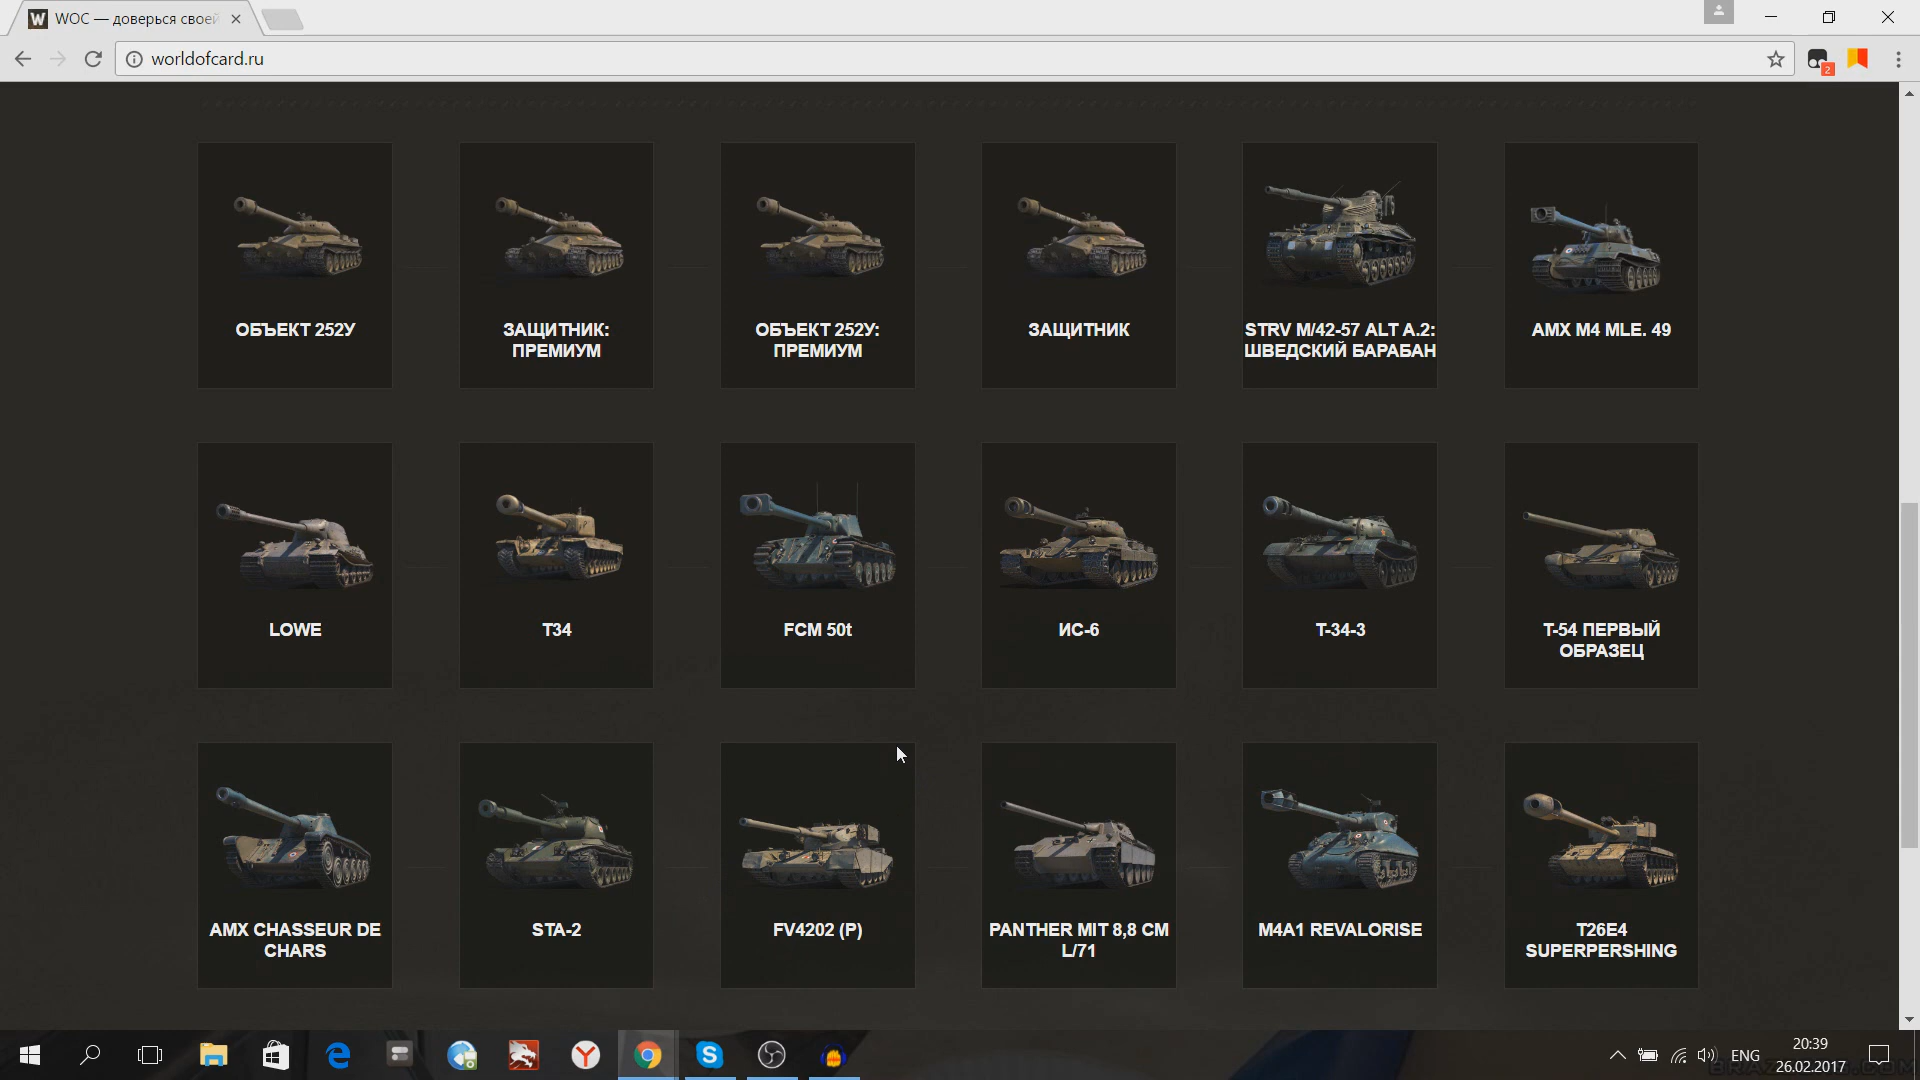 WOC — доверься своей
worldofcard.ru
2
ОБЪЕКТ 252У
ЗАЩИТНИК:
ПРЕМИУМ
ОБЪЕКТ 252У:
ПРЕМИУМ
ЗАЩИТНИК
STRV M/42-57 ALT A.2:
ШВЕДСКИЙ БАРАБАН
AMX M4 MLE. 49
LOWE
T34
FCM 50t
ИС-6
Т-34-3
Т-54 ПЕРВЫЙ
ОБРАЗЕЦ
AMX CHASSEUR DE
CHARS
STA-2
FV4202 (P)
PANTHER MIT 8,8 CM
L/71
M4A1 REVALORISE
T26E4
SUPERPERSHING
ENG
20:39
26.02.2017